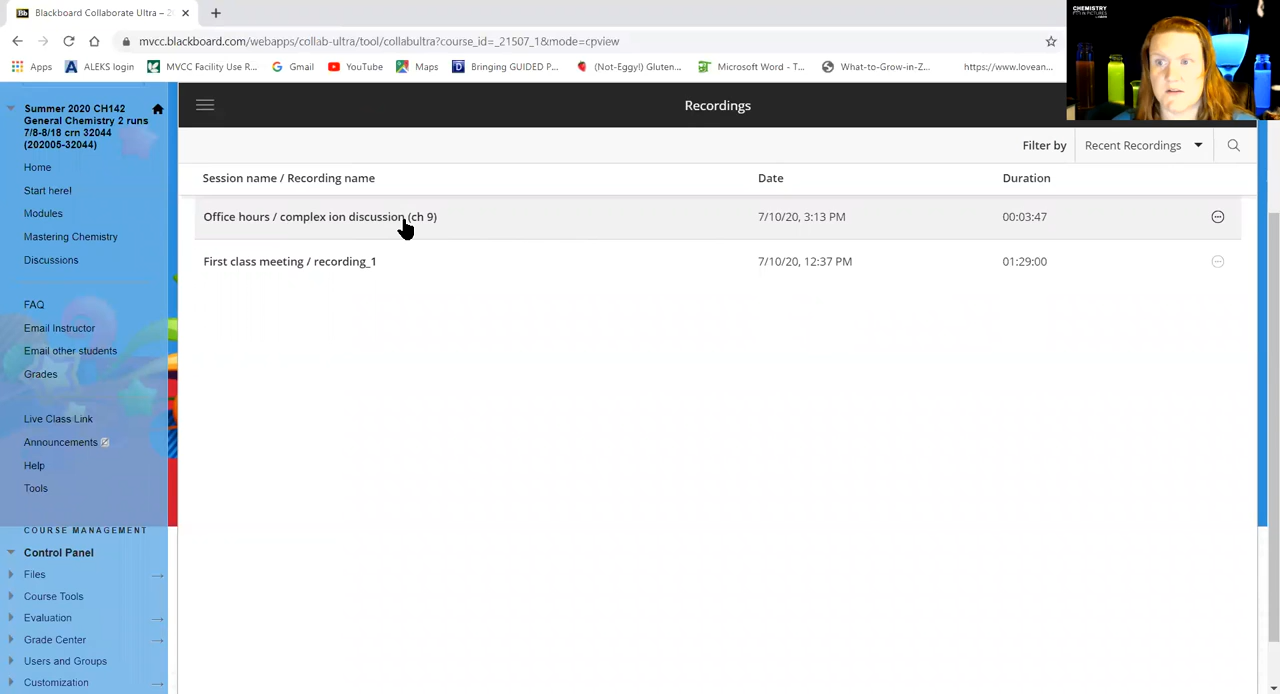 Blackboard Collaborate Ultra – 2
mvcc.blackboard.com/webapps/collab-ultra/tool/collabultra?course_id=_21507_1&mode=cpview
Apps
ALEKS login
MVCC Facility Use R...
Gmail
YouTube
Maps
Bringing GUIDED P...
(Not-Eggy!) Gluten...
Microsoft Word - T...
What-to-Grow-in-Z...
https://www.lovean...
CHEMISTRY
IN PICTURES
Summer 2020 CH142
General Chemistry 2 runs
7/8-8/18 crn 32044
(202005-32044)
Home
Start here!
Modules
Mastering Chemistry
Discussions
FAQ
Email Instructor
Email other students
Grades
Live Class Link
Announcements
Help
Tools
COURSE MANAGEMENT
Control Panel
Files
Course Tools
Evaluation
Grade Center
Users and Groups
Customization
Recordings
Filter by
Recent Recordings
Session name / Recording name
Date
Duration
Office hours / complex ion discussion (ch 9)
7/10/20, 3:13 PM
00:03:47
First class meeting / recording_1
7/10/20, 12:37 PM
01:29:00